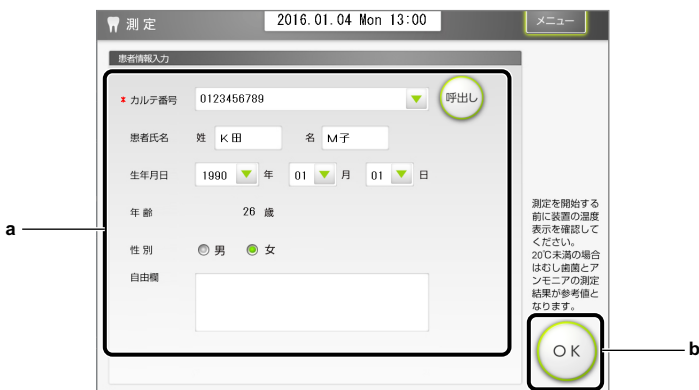 測定 2016.01.04 Mon 13:00 メニュー
患者情報入力
* カルテ番号 0123456789 呼出し
患者氏名 姓 K田 名 M子
生年月日 1990 年 01 月 01 日
年齢 26 歳
性別 男 女
自由欄
測定を開始する
前に装置の温度
表示を確認して
ください。
20℃未満の場合
はむし歯菌とア
ンモニアの測定
結果が参考値と
なります。
OK
a
b